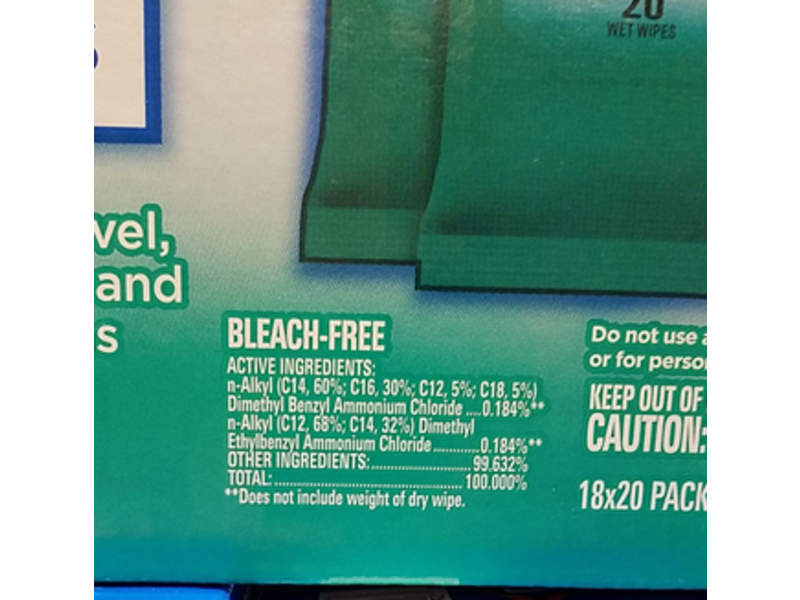 20
WET WIPES
vel,
and
s
BLEACH-FREE
ACTIVE INGREDIENTS:
n-Alkyl (C14, 60%; C16, 30%; C12, 5%; C18, 5%)
Dimethyl Benzyl Ammonium Chloride ....0.184%**
n-Alkyl (C12, 68%; C14, 32%) Dimethyl
Ethylbenzyl Ammonium Chloride............0.184%**
OTHER INGREDIENTS:.......................... 99.632%
TOTAL:................................................ 100.000%
**Does not include weight of dry wipe.
Do not use
or for perso
KEEP OUT OF
CAUTION:
18x20 PACK